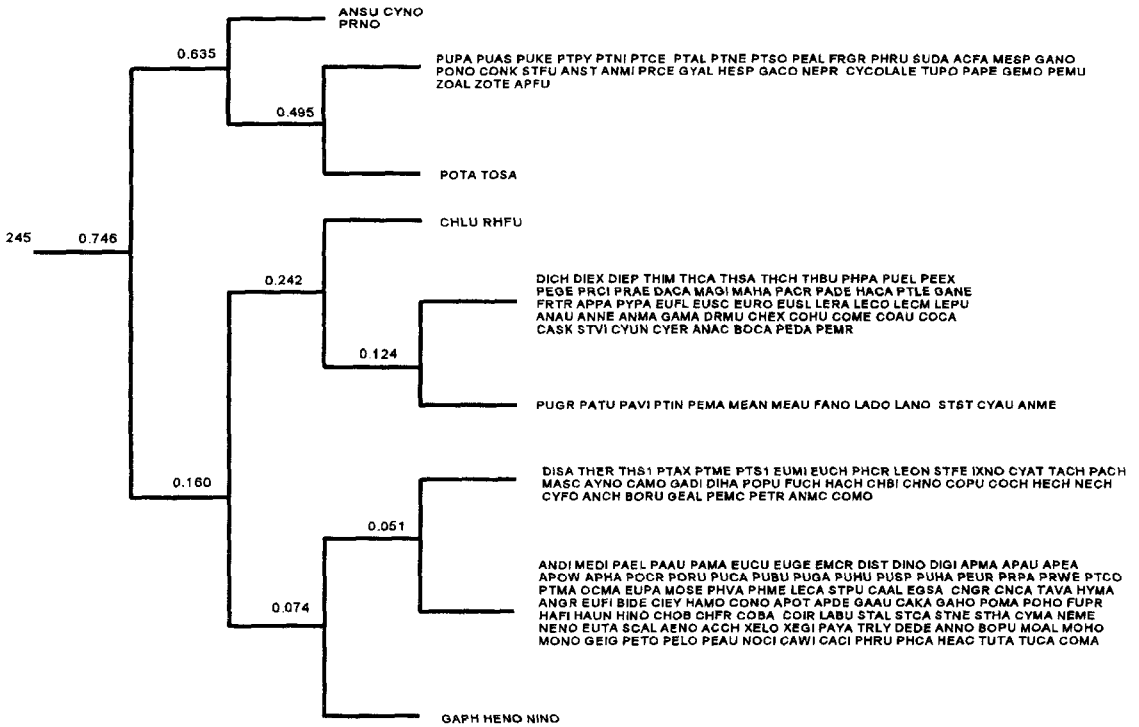 ANSU CYNO
PRNO
0.635
PUPA PUAS PUKE PTPY PTNI PTCE PTAL PTNE PTSO PEAL FRGR PHRU SUDA ACFA MESP GANO
PONO CONK STFU ANST ANMI PRCE GYAL HESP GACO NEPR CYCOLALE TUPO PAPE GEMO PEMU
ZOAL ZOTE APFU
0.495
POTA TOSA
CHLU RHFU
245 0.746
0.242
DICH DIEX DIEP THIM THCA THSA THCH THBU PHPA PUEL PEEX
PEGE PRCI PRAE DACA MAGI MAHA PACR PADE HACA PTLE GANE
FRTR APPA PYPA EUFL EUSC EURO EUSL LERA LECO LECM LEPU
ANAU ANNE ANMA GAMA DRMU CHEX COHU COME COAU COCA
CASK STVI CYUN CYER ANAC BOCA PEDA PEMR
0.124
PUGR PATU PAVI PTIN PEMA MEAN MEAU FANO LADO LANO STST CYAU ANME
0.160
DISA THER THS1 PTAX PTME PTS1 EUMI EUCH PHCR LEON STFE IXNO CYAT TACH PACH
MASC AYNO CAMO GADI DIHA POPU FUCH HACH CHBI CHNO COPU COCH HECH NECH
CYFO ANCH BORU GEAL PEMC PETR ANMC COMO
0.051
ANDI MEDI PAEL PAAU PAMA EUCU EUGE EMCR DIST DINO DIGI APMA APAU APEA
APOW APHA POCR PORU PUCA PUBU PUGA PUHU PUSP PUHA PEUR PRPA PRWE PTCO
PTMA OCMA EUPA MOSE PHVA PHME LECA STPU CAAL EGSA CNGR CNCA TAVA HYMA
ANGR EUFI BIDE CIEY HAMO CONO APOT APDE GAAU CAKA GAHO POMA POHO FUPR
HAFI HAUN HINO CHOB CHFR COBA COIR LABU STAL STCA STNE STHA CYMA NEME
NENO EUTA SCAL AENO ACCH XELO XEGI PAYA TRLY DEDE ANNO BOPU MOAL MOHO
MONO GEIG PETO PELO PEAU NOCI CAWI CACI PHRU PHCA HEAC TUTA TUCA COMA
0.074
GAPH HENO NINO